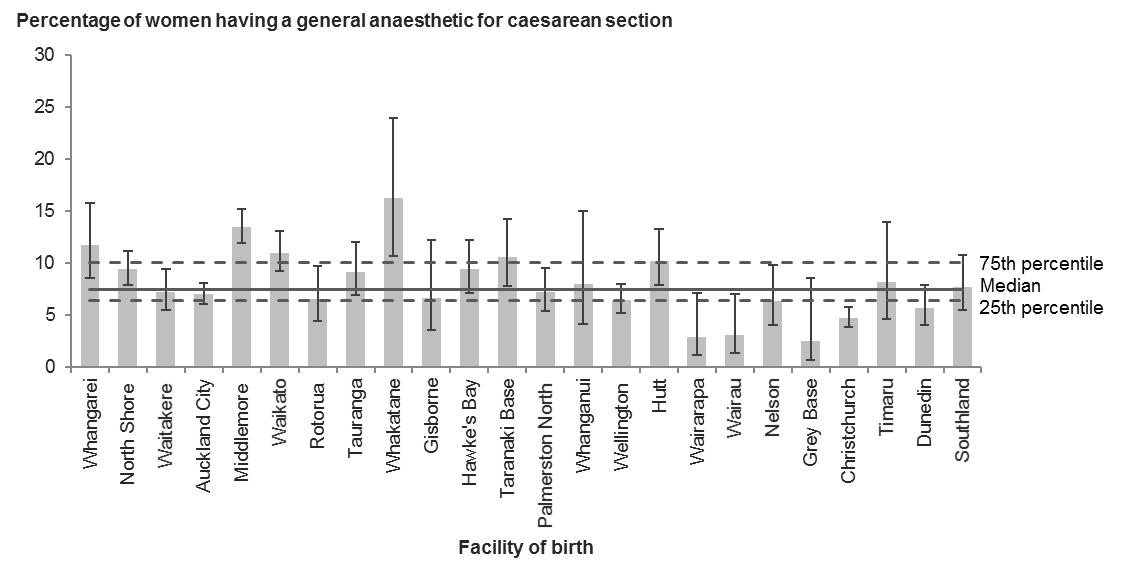 Percentage of women having a general anaesthetic for caesarean section
30
25
20
15
10
5
0
75th percentile
Median
25th percentile
Whangarei
North Shore
Waitakere
Auckland City
Middlemore
Waikato
Rotorua
Tauranga
Whakatane
Gisborne
Hawke's Bay
Taranaki Base
Palmerston North
Whanganui
Wellington
Hutt
Wairarapa
Wairau
Nelson
Grey Base
Christchurch
Timaru
Dunedin
Southland
Facility of birth